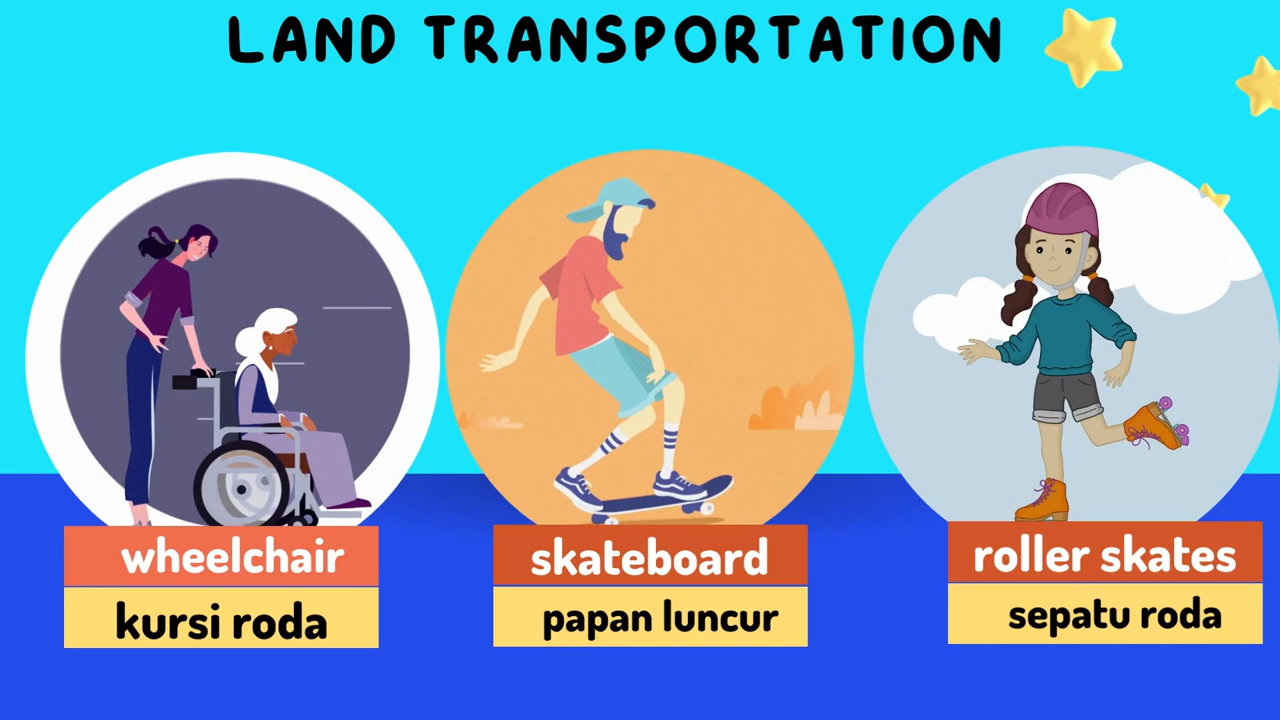 LAND TRANSPORTATION
wheelchair
kursi roda
skateboard
papan luncur
roller skates
sepatu roda